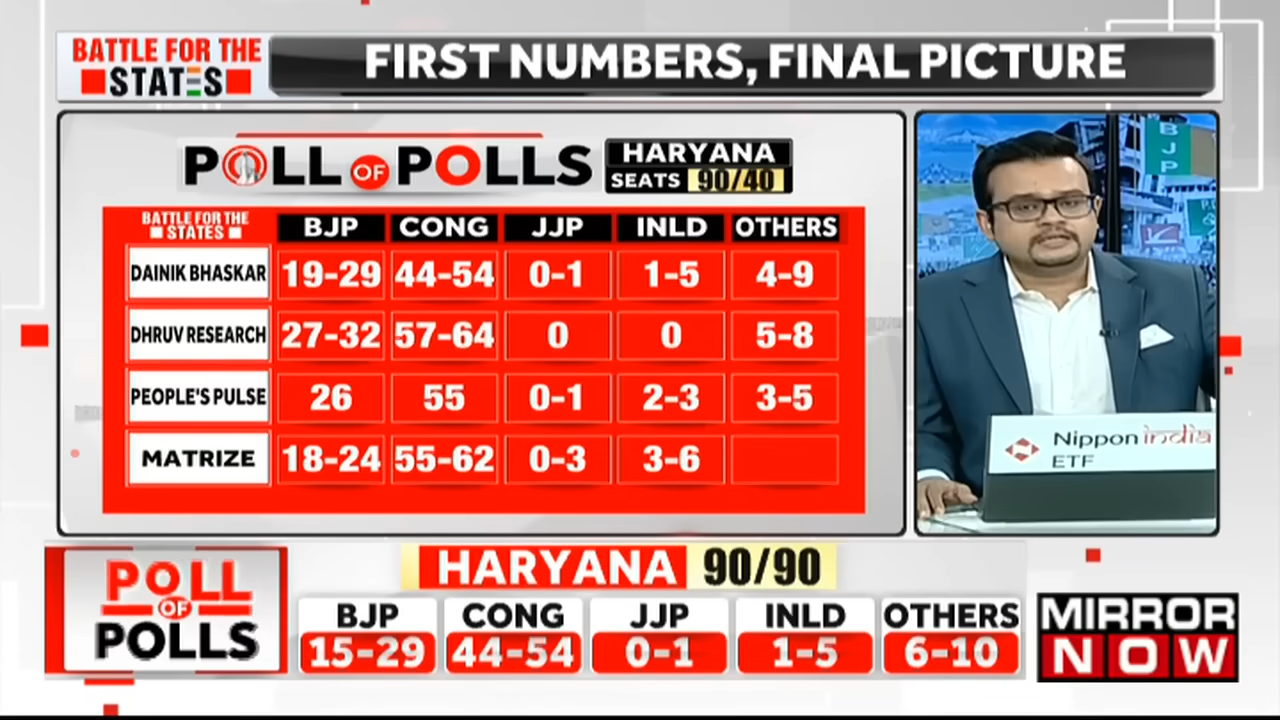 BATTLE FOR THE
STATES
FIRST NUMBERS, FINAL PICTURE
POLL OF POLLS
HARYANA
SEATS 90/40
BATTLE FOR THE
STATES
BJP CONG JJP INLD OTHERS
DAINIK BHASKAR 19-29 44-54 0-1 1-5 4-9
DHRUV RESEARCH 27-32 57-64 0 0 5-8
PEOPLE'S PULSE 26 55 0-1 2-3 3-5
MATRIZE 18-24 55-62 0-3 3-6
BJP
Nippon india
ETF
POLL
OF
POLLS
HARYANA 90/90
BJP CONG JJP INLD OTHERS
15-29 44-54 0-1 1-5 6-10
MIRROR
NOW